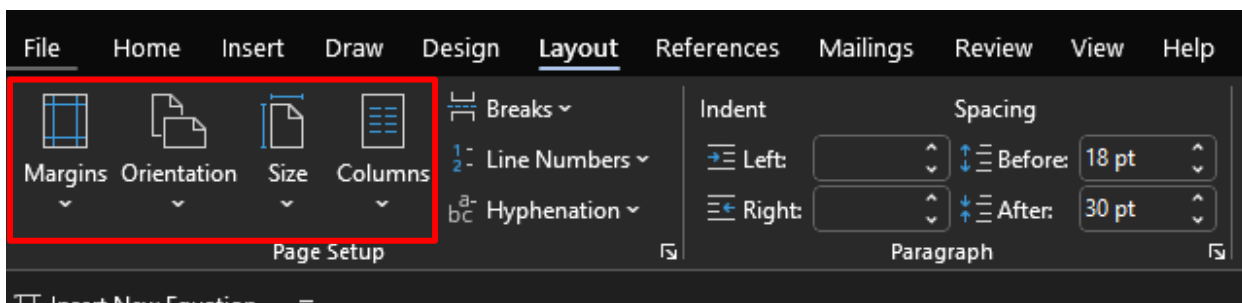 File Home Insert Draw Design Layout References Mailings Review View Help
Margins Orientation Size Columns
Breaks
Line Numbers
Hyphenation
Page Setup
Indent Spacing
Left: Before: 18 pt
Right: After: 30 pt
Paragraph
Insert New Equation